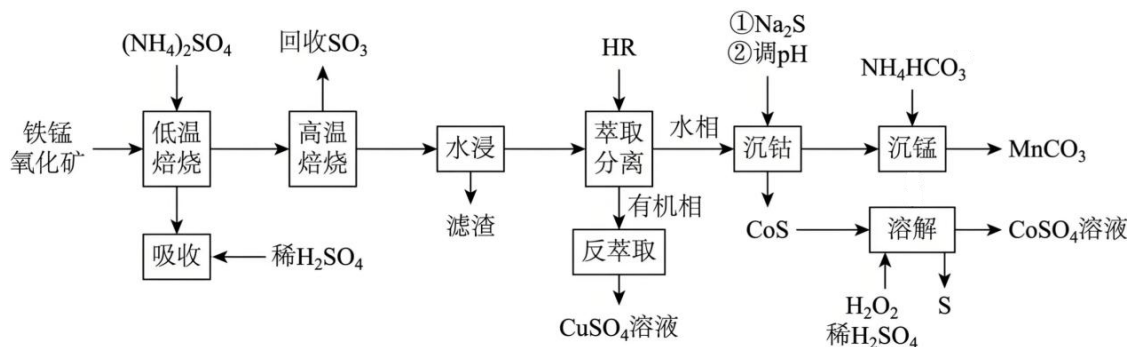 (NH₄)₂SO₄
回收SO₃
HR
①Na₂S
②调pH
NH₄HCO₃
铁锰
氧化矿
低温
焙烧
高温
焙烧
水浸
萃取
分离
水相
沉钴
沉锰
MnCO₃
滤渣
有机相
吸收
稀H₂SO₄
反萃取
CoS
溶解
CoSO₄溶液
CuSO₄溶液
H₂O₂
稀H₂SO₄
S